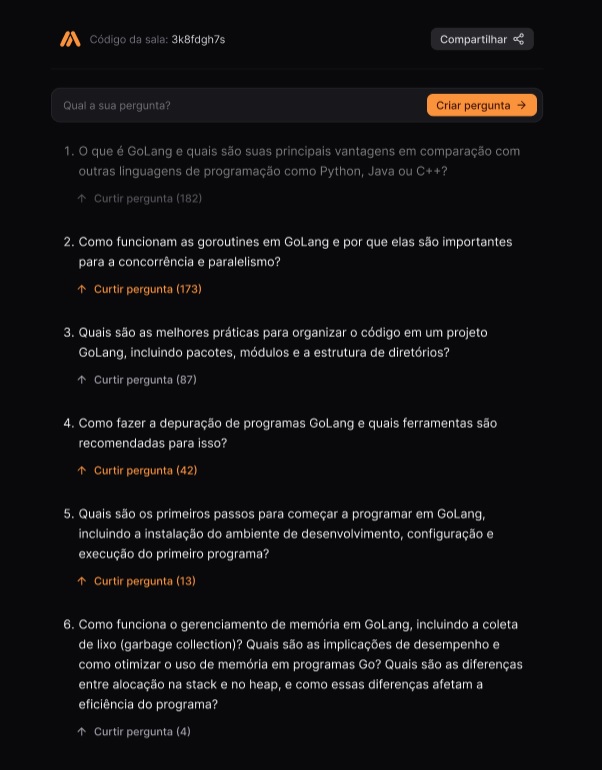 Código da sala: 3k8fdgh7s
Compartilhar
Qual a sua pergunta?
Criar pergunta →
1. O que é GoLang e quais são suas principais vantagens em comparação com
outras linguagens de programação como Python, Java ou C++?
↑ Curtir pergunta (182)
2. Como funcionam as goroutines em GoLang e por que elas são importantes
para a concorrência e paralelismo?
↑ Curtir pergunta (173)
3. Quais são as melhores práticas para organizar o código em um projeto
GoLang, incluindo pacotes, módulos e a estrutura de diretórios?
↑ Curtir pergunta (87)
4. Como fazer a depuração de programas GoLang e quais ferramentas são
recomendadas para isso?
↑ Curtir pergunta (42)
5. Quais são os primeiros passos para começar a programar em GoLang,
incluindo a instalação do ambiente de desenvolvimento, configuração e
execução do primeiro programa?
↑ Curtir pergunta (13)
6. Como funciona o gerenciamento de memória em GoLang, incluindo a coleta
de lixo (garbage collection)? Quais são as implicações de desempenho e
como otimizar o uso de memória em programas Go? Quais são as diferenças
entre alocação na stack e no heap, e como essas diferenças afetam a
eficiência do programa?
↑ Curtir pergunta (4)